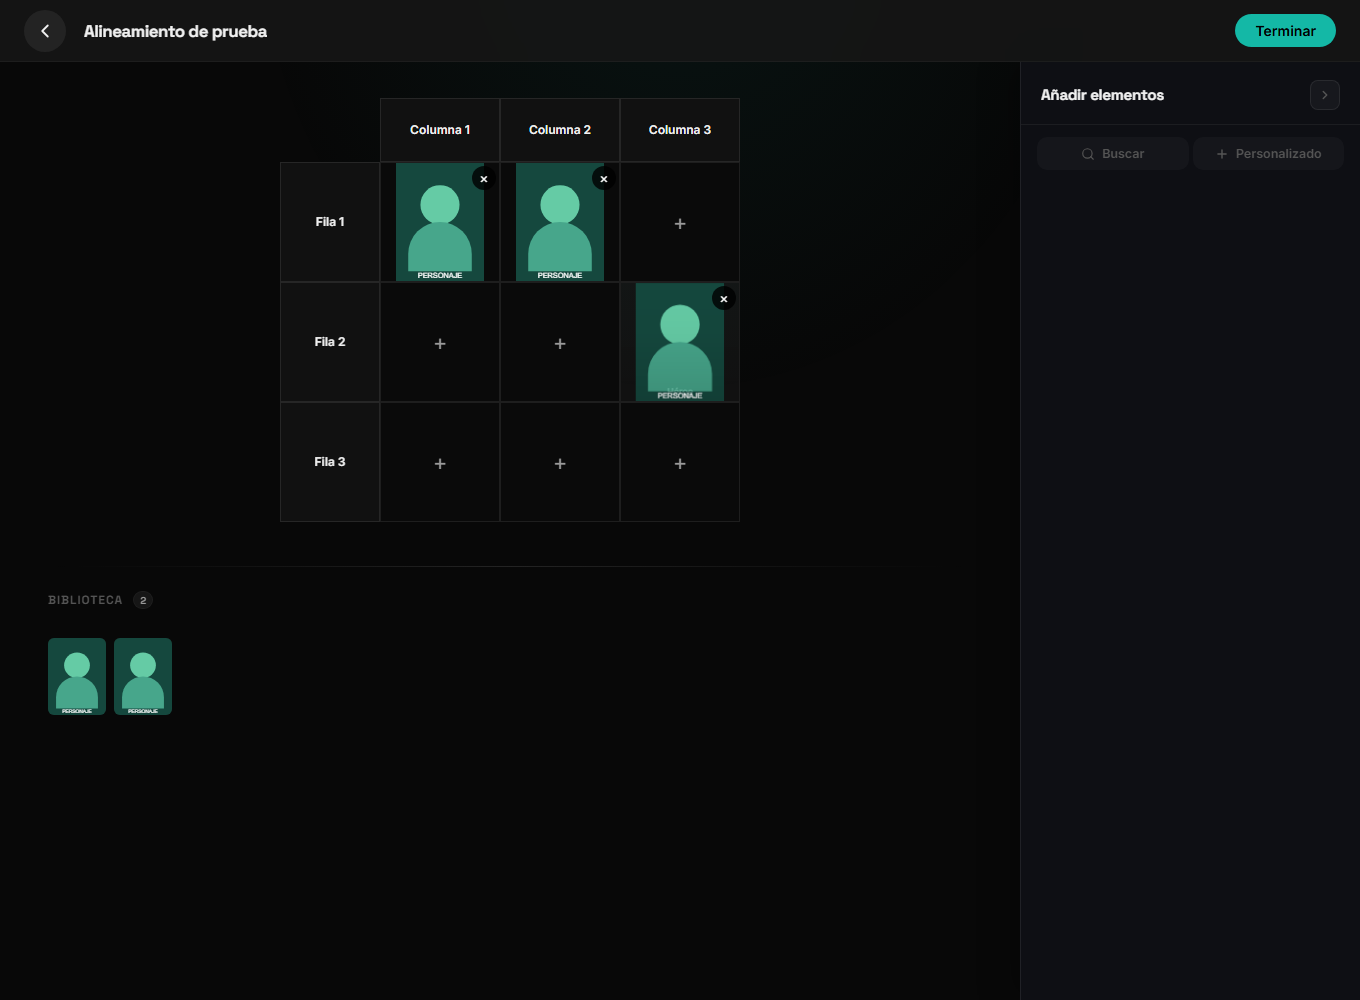 Alineamiento de prueba
Terminar
Añadir elementos
Buscar
Personalizado
Columna 1
Columna 2
Columna 3
Fila 1
PERSONAJE
PERSONAJE
Fila 2
PERSONAJE
Fila 3
BIBLIOTECA 2
PERSONAJE
PERSONAJE